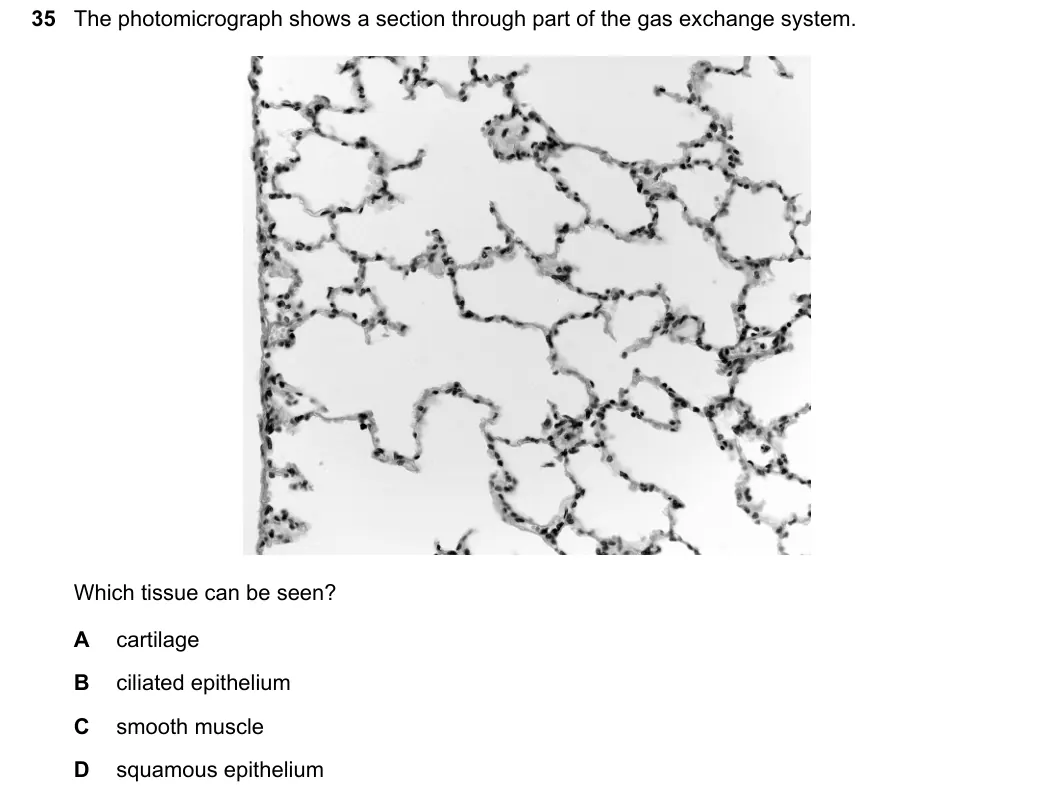 35 The photomicrograph shows a section through part of the gas exchange system.
Which tissue can be seen?
A cartilage
B ciliated epithelium
C smooth muscle
D squamous epithelium